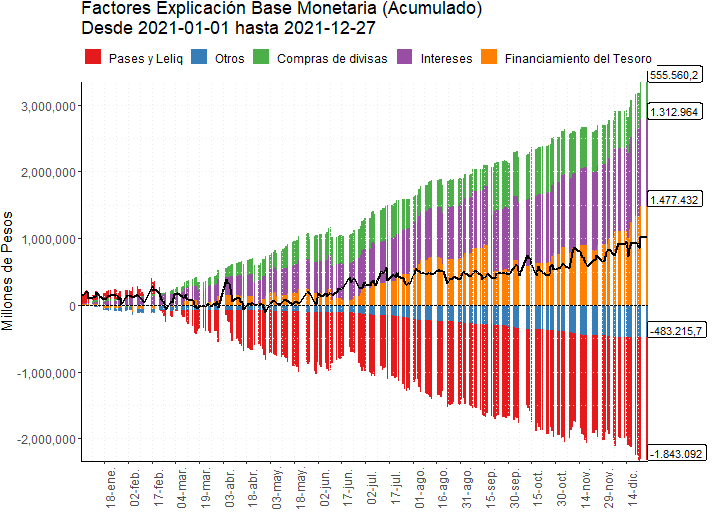 Factores Explicación Base Monetaria (Acumulado)
Desde 2021-01-01 hasta 2021-12-27
Pases y Leliq Otros Compras de divisas Intereses Financiamiento del Tesoro
555.560,2
1.312.964
1.477.432
-483.215,7
-1.843.092
Millones de Pesos
3,000,000
2,000,000
1,000,000
0
-1,000,000
-2,000,000
18-ene.
02-feb.
17-feb.
04-mar.
19-mar.
03-abr.
18-abr.
03-may.
18-may.
02-jun.
17-jun.
02-jul.
17-jul.
01-ago.
16-ago.
31-ago.
15-sep.
30-sep.
15-oct.
30-oct.
14-nov.
29-nov.
14-dic.